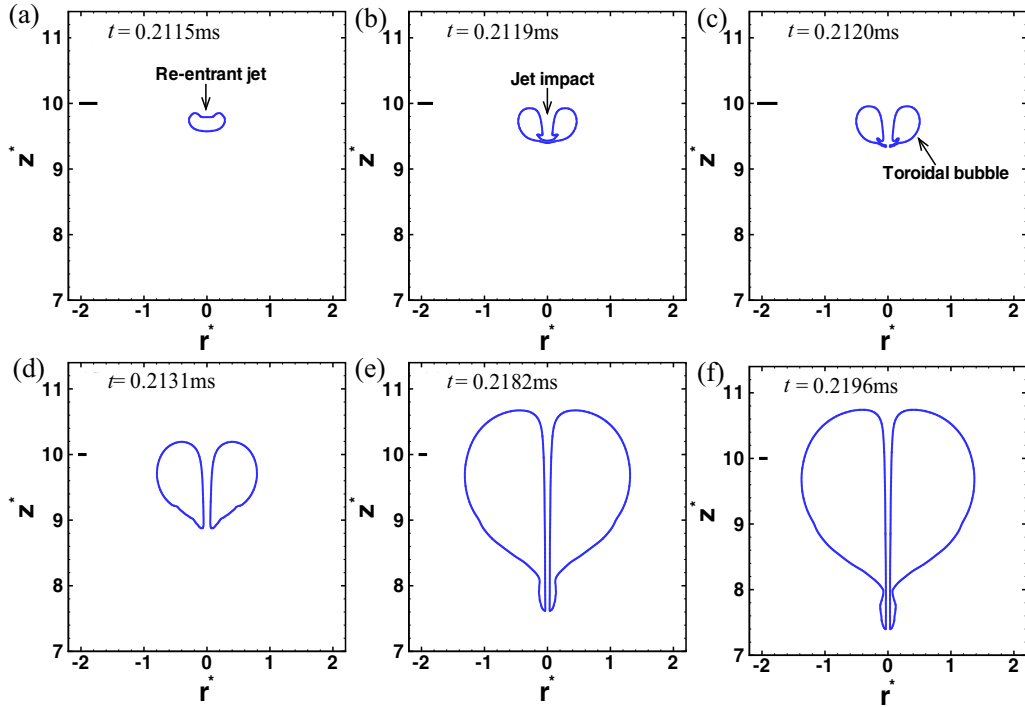 (a)
t = 0.2115ms
Re-entrant jet
11
10
9
8
7
z*
-2 -1 0 1 2
r*
(b)
t = 0.2119ms
Jet impact
11
10
9
8
7
z*
-2 -1 0 1 2
r*
(c)
t = 0.2120ms
Toroidal bubble
11
10
9
8
7
z*
-2 -1 0 1 2
r*
(d)
t = 0.2131ms
11
10
9
8
7
z*
-2 -1 0 1 2
r*
(e)
t = 0.2182ms
11
10
9
8
7
z*
-2 -1 0 1 2
r*
(f)
t = 0.2196ms
11
10
9
8
7
z*
-2 -1 0 1 2
r*